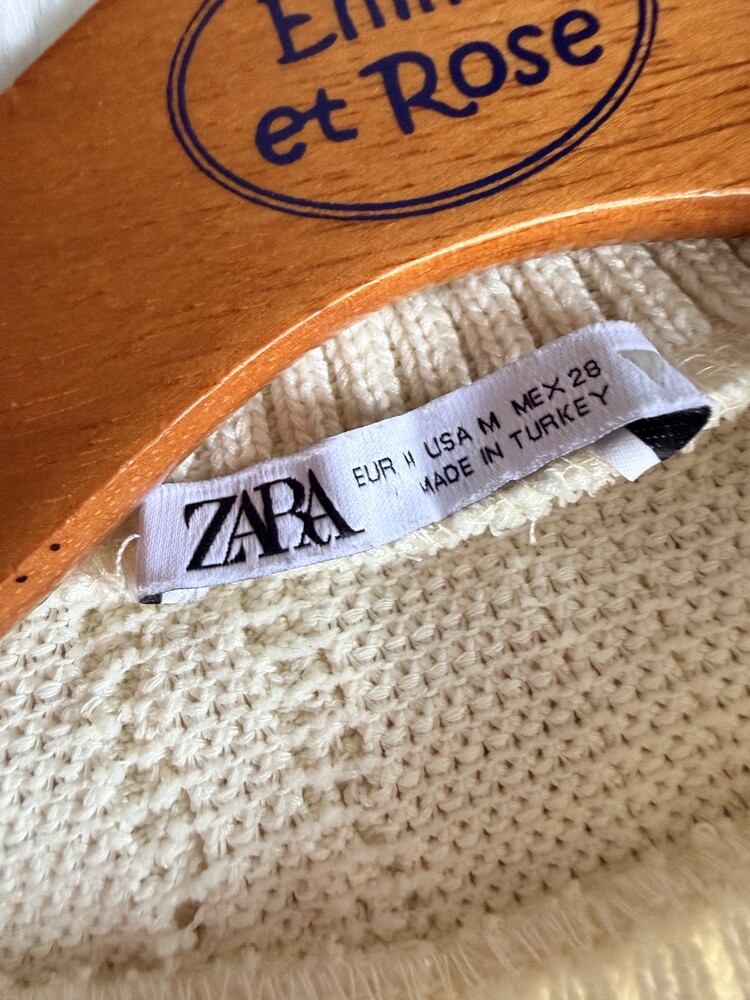 et Rose
ZARA
EUR USA M MEX 28
MADE IN TURKEY